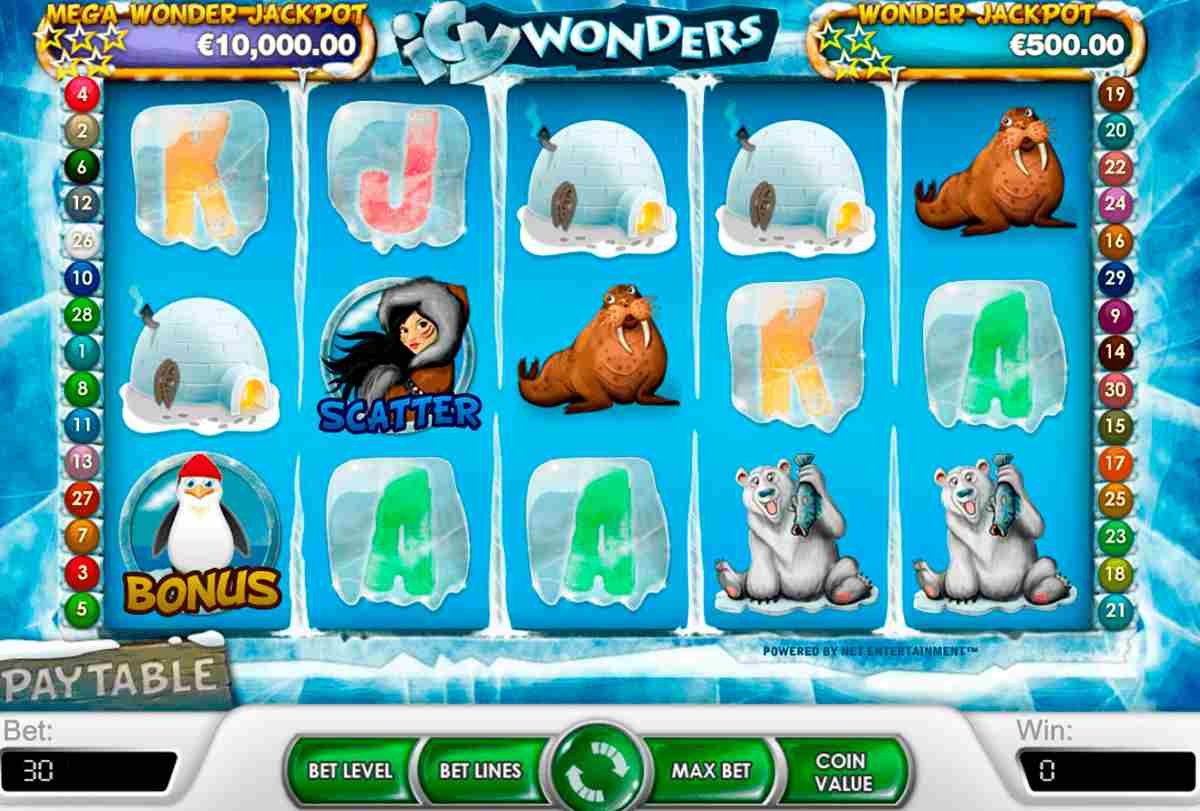 MEGA WONDER JACKPOT
€10,000.00
iCY WONDERS
WONDER JACKPOT
€500.00
4
2
6
12
26
10
28
1
8
11
13
27
7
3
5
K
J
SCATTER
K
A
BONUS
A
A
19
20
22
24
16
29
9
14
30
15
17
25
23
18
21
POWERED BY NET ENTERTAINMENT™
PAYTABLE
Bet:
30
BET LEVEL
BET LINES
MAX BET
COIN
VALUE
Win:
0